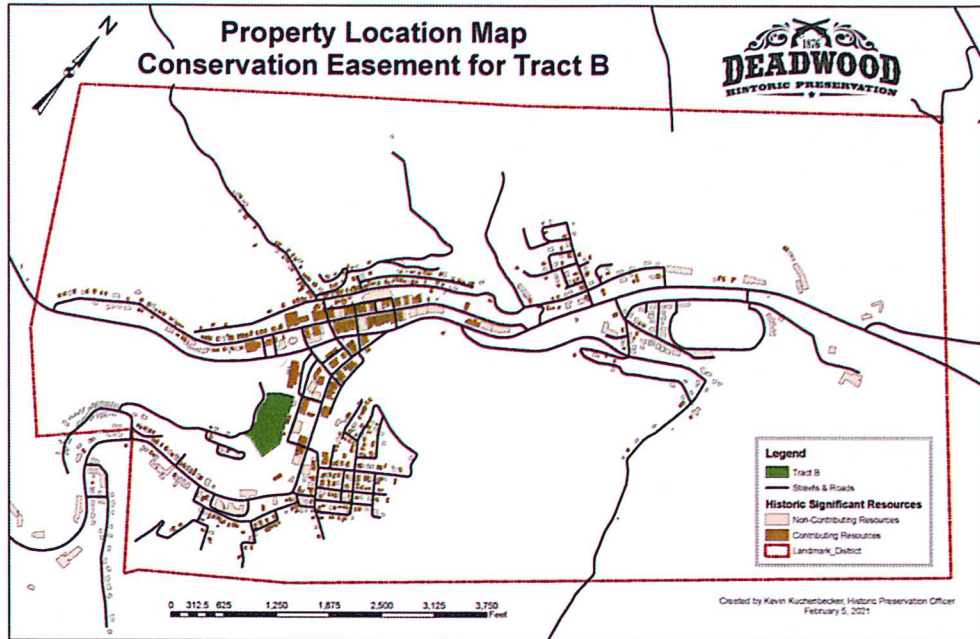 Property Location Map
Conservation Easement for Tract B
N
1876
DEADWOOD
HISTORIC PRESERVATION
Legend
Tract B
Streets & Roads
Historic Significant Resources
Non-Contributing Resources
Contributing Resources
Landmark_District
0 312.5 625 1,250 1,875 2,500 3,125 3,750
Feet
Created by Kevin Kuchenbecker, Historic Preservation Officer
February 5, 2021